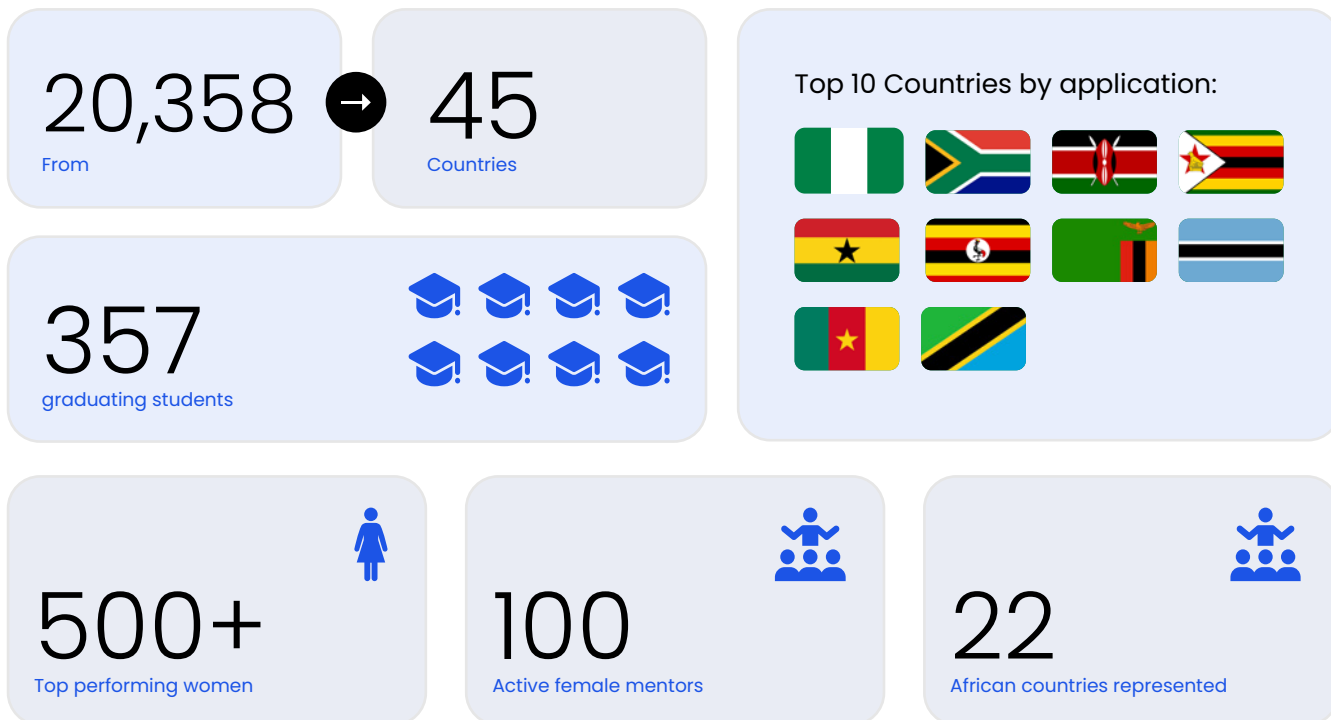 20,358
From
45
Countries
Top 10 Countries by application:
357
graduating students
500+
Top performing women
100
Active female mentors
22
African countries represented